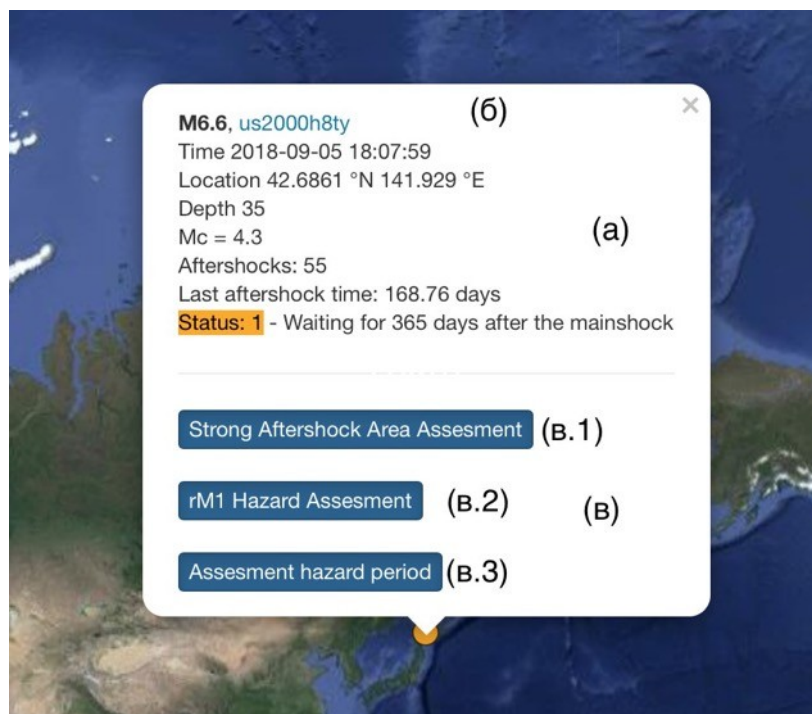 (б)
×
M6.6, us2000h8ty
Time 2018-09-05 18:07:59
Location 42.6861 °N 141.929 °E
Depth 35
(а)
Mc = 4.3
Aftershocks: 55
Last aftershock time: 168.76 days
Status: 1 - Waiting for 365 days after the mainshock
Strong Aftershock Area Assesment (в.1)
rM1 Hazard Assesment (в.2) (в)
Assesment hazard period (в.3)